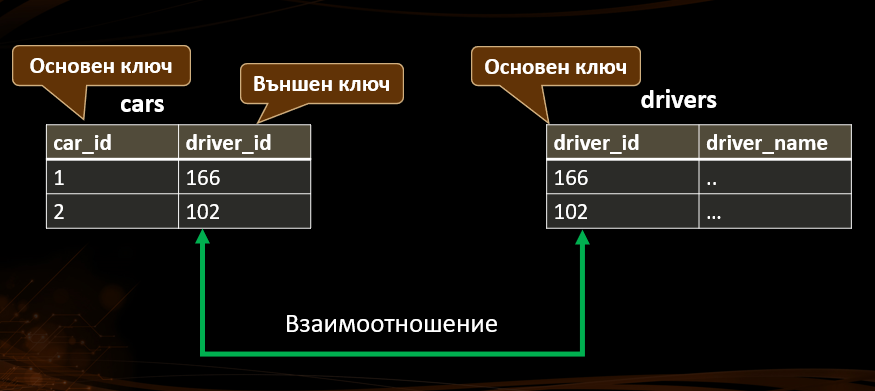 Основен ключ
Външен ключ
Основен ключ
cars
drivers
car_id driver_id
1 166
2 102
driver_id driver_name
166 ..
102 ...
Взаимоотношение